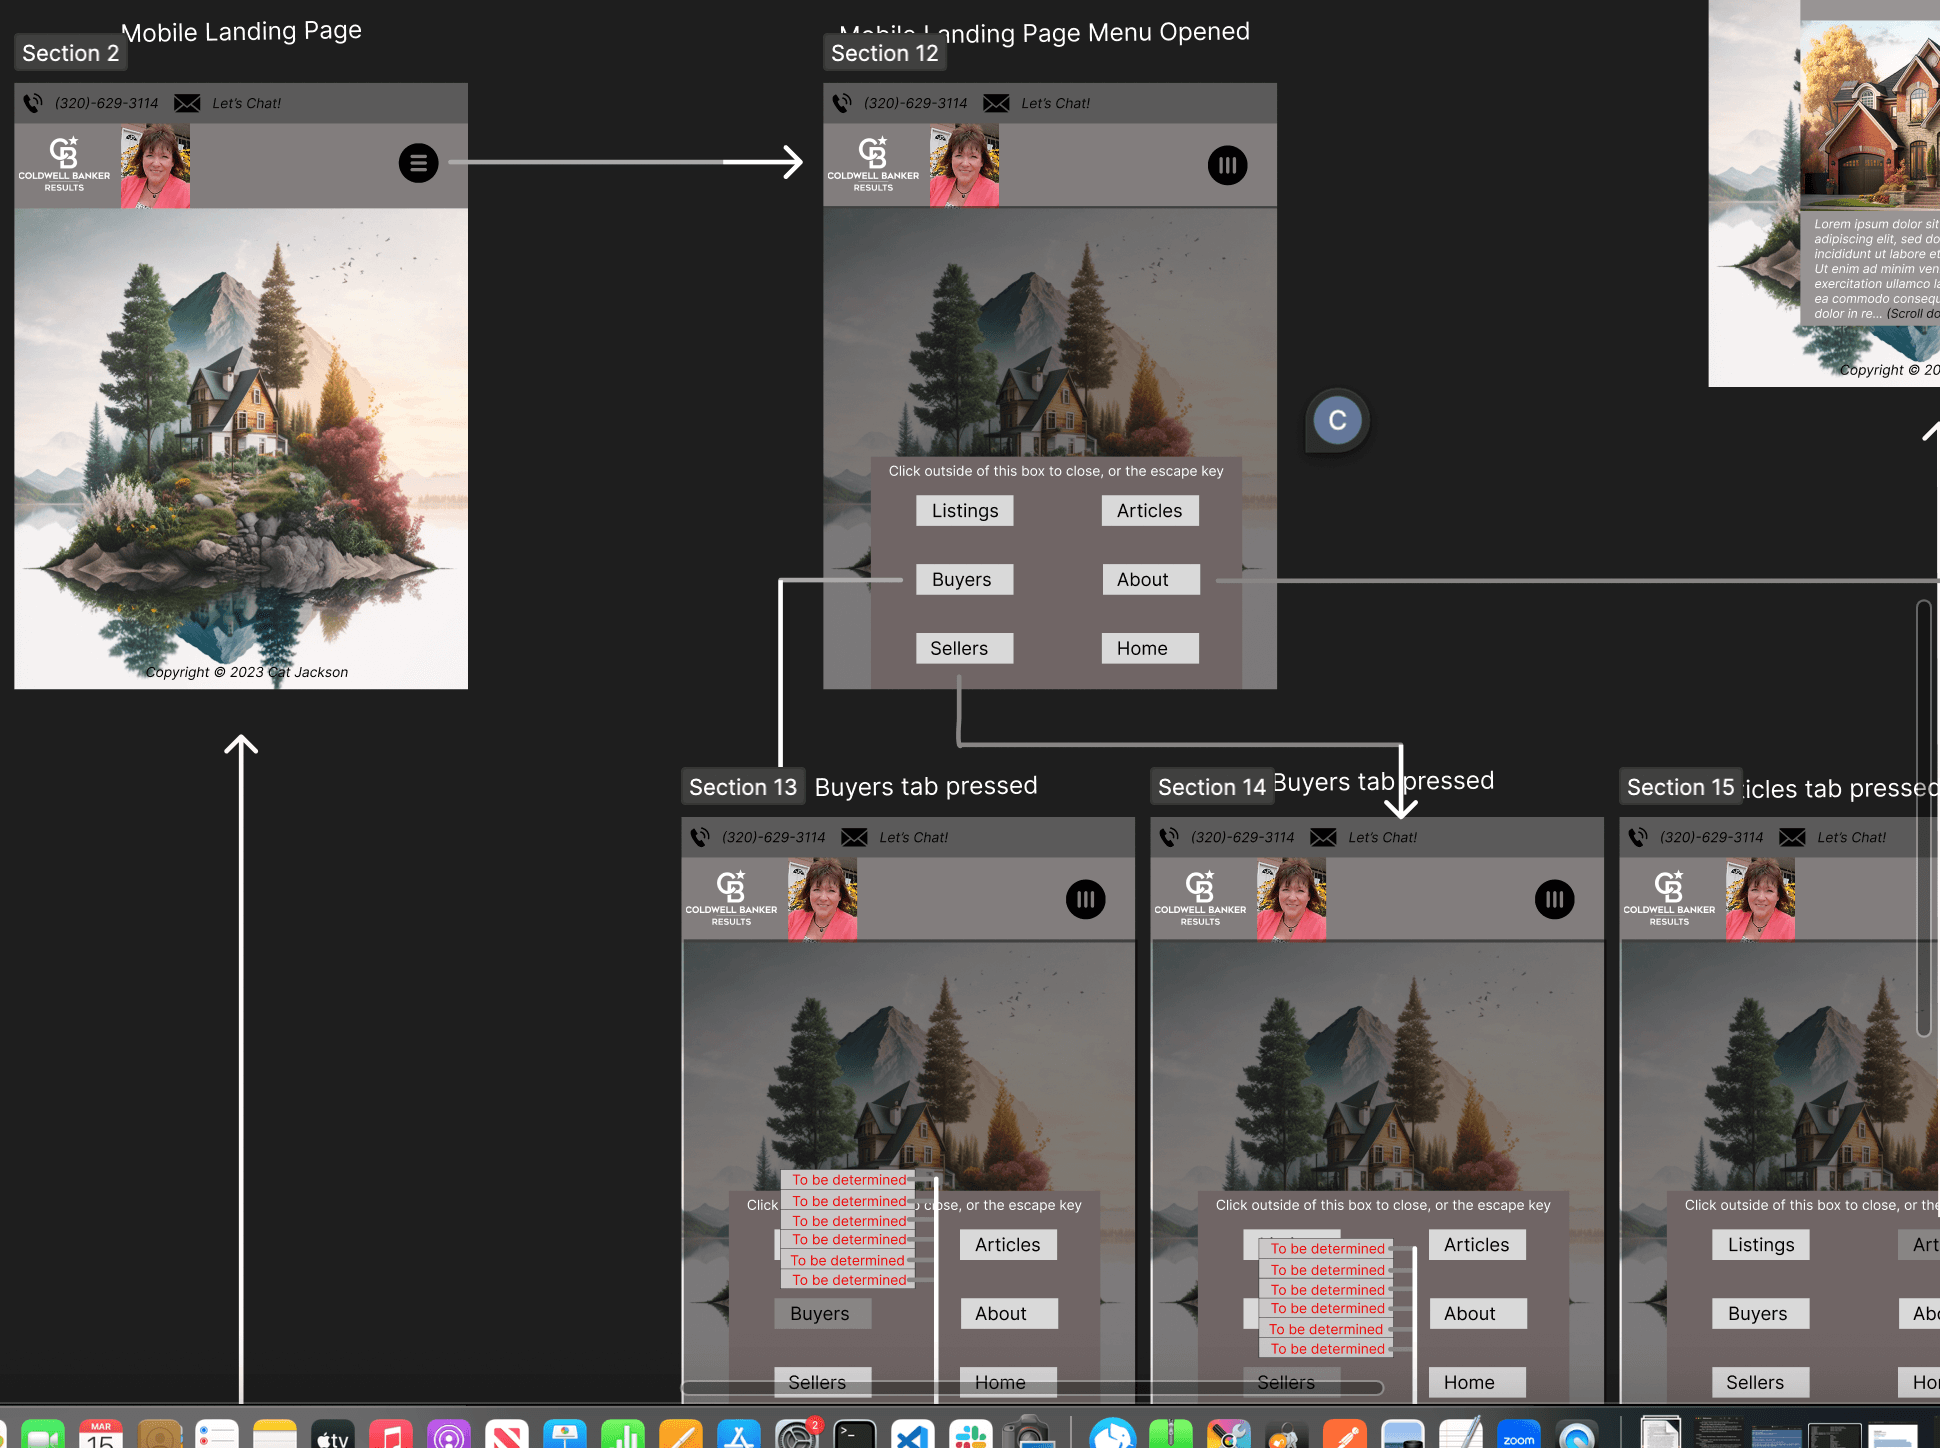 Mobile Landing Page
Section 2
(320)-629-3114
Let's Chat!
COLDWELL BANKER
RESULTS
Copyright © 2023 Cat Jackson
Landing Page Menu Opened
Section 12
(320)-629-3114
Let's Chat!
COLDWELL BANKER
RESULTS
Click outside of this box to close, or the escape key
Listings
Articles
Buyers
About
Sellers
Home
C
Lorem ipsum dolor sit
adipiscing elit, sed do
incididunt ut labore et
Ut enim ad minim ven
exercitation ullamco la
ea commodo consequ
dolor in re... (Scroll do
Copyright © 20
Section 13
Buyers tab pressed
(320)-629-3114
Let's Chat!
COLDWELL BANKER
RESULTS
To be determined
To be determined
To be determined
To be determined
To be determined
To be determined
Click
close, or the escape key
Articles
Buyers
About
Sellers
Home
Section 14
Buyers tab pressed
(320)-629-3114
Let's Chat!
COLDWELL BANKER
RESULTS
Click outside of this box to close, or the escape key
To be determined
To be determined
To be determined
To be determined
To be determined
To be determined
Articles
About
Sellers
Home
Section 15
ticles tab pressed
(320)-629-3114
Let's Chat!
COLDWELL BANKER
RESULTS
Click outside of this box to close, or the
Listings
Art
Buyers
Abo
Sellers
Hor
MAR
15
tv
2
zoom